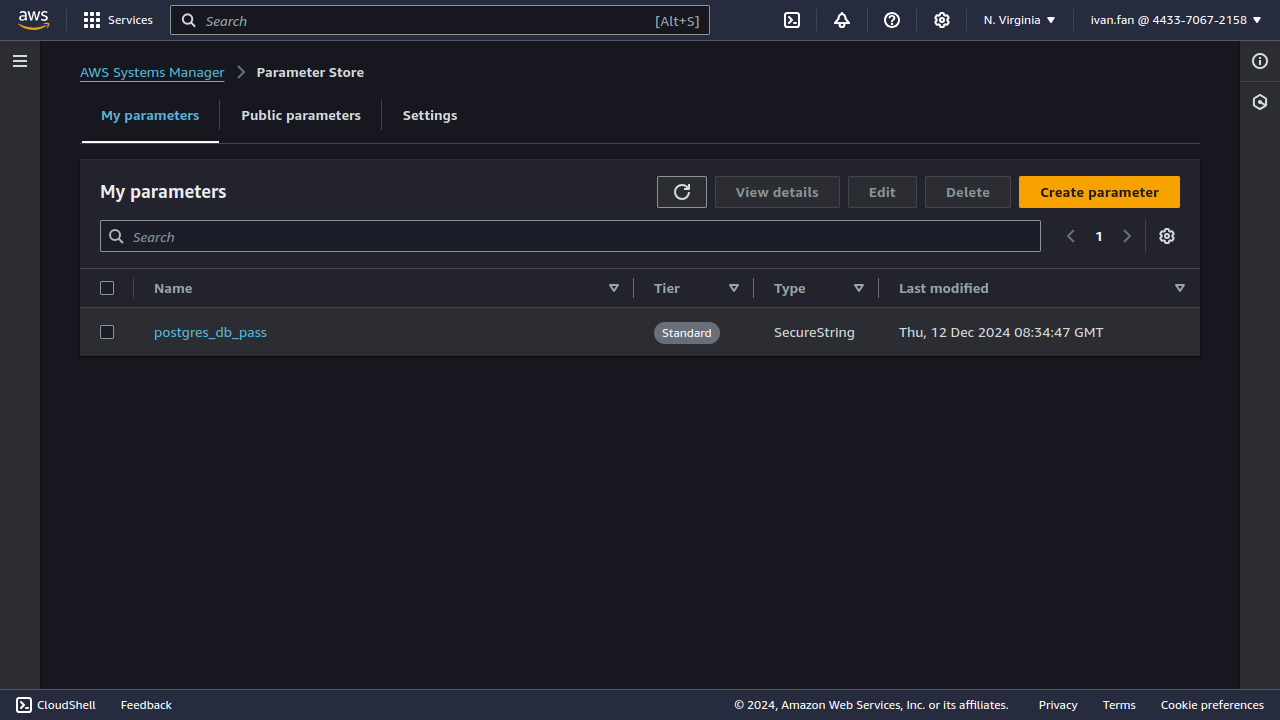 aws Services Search [Alt+S] N. Virginia ivan.fan @ 4433-7067-2158
AWS Systems Manager Parameter Store
My parameters Public parameters Settings
My parameters View details Edit Delete Create parameter
Search 1
Name Tier Type Last modified
postgres_db_pass Standard SecureString Thu, 12 Dec 2024 08:34:47 GMT
CloudShell Feedback © 2024, Amazon Web Services, Inc. or its affiliates. Privacy Terms Cookie preferences